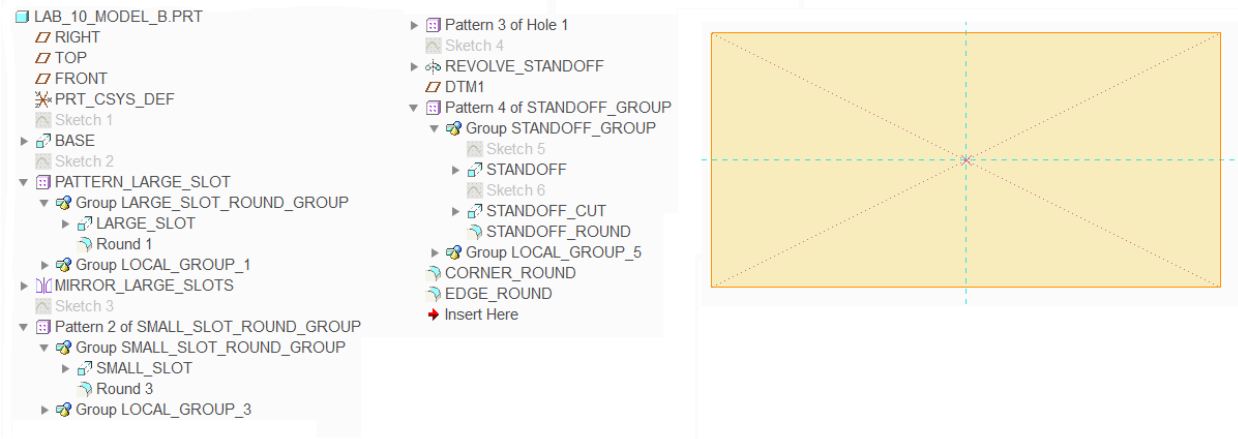 LAB_10_MODEL_B.PRT
RIGHT
TOP
FRONT
PRT_CSYS_DEF
Sketch 1
BASE
Sketch 2
PATTERN_LARGE_SLOT
Group LARGE_SLOT_ROUND_GROUP
LARGE_SLOT
Round 1
Group LOCAL_GROUP_1
MIRROR_LARGE_SLOTS
Sketch 3
Pattern 2 of SMALL_SLOT_ROUND_GROUP
Group SMALL_SLOT_ROUND_GROUP
SMALL_SLOT
Round 3
Group LOCAL_GROUP_3
Pattern 3 of Hole 1
Sketch 4
REVOLVE_STANDOFF
DTM1
Pattern 4 of STANDOFF_GROUP
Group STANDOFF_GROUP
Sketch 5
STANDOFF
Sketch 6
STANDOFF_CUT
STANDOFF_ROUND
Group LOCAL_GROUP_5
CORNER_ROUND
EDGE_ROUND
Insert Here